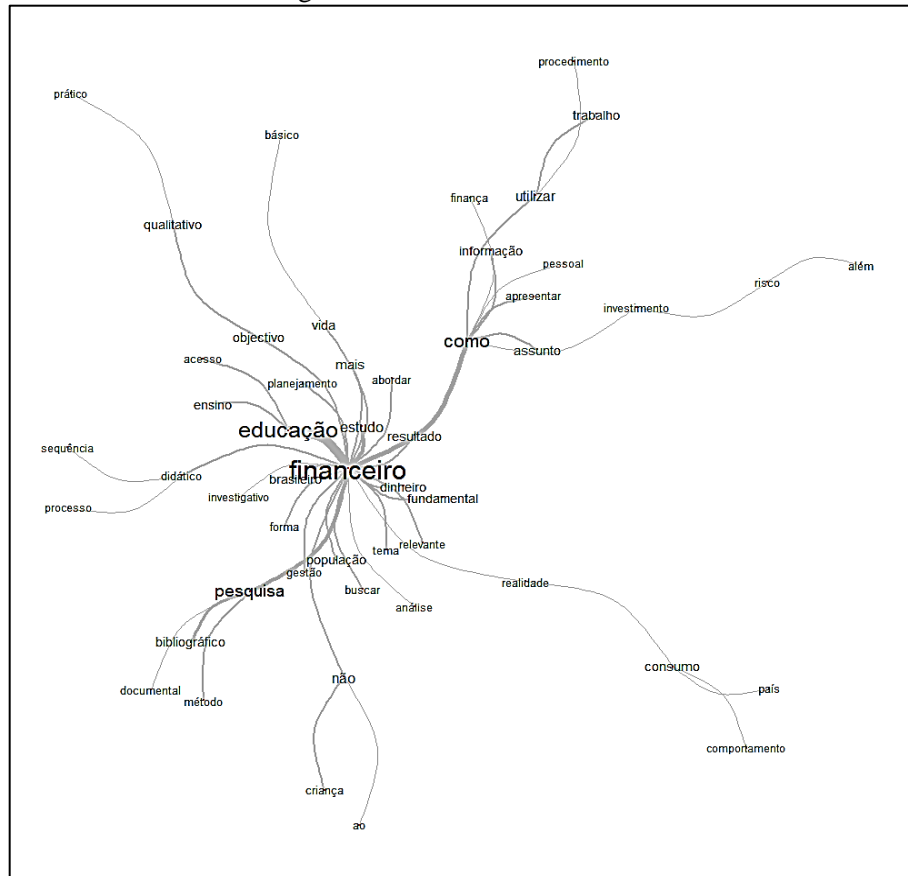 procedimento
prático
trabalho
básico
utilizar
finança
qualitativo
informação
pessoal
além
risco
apresentar
investimento
vida
objectivo
como
assunto
acesso
mais
planejamento
abordar
ensino
educação
estudo
resultado
sequência
financeiro
didático
brasileiro
dinheiro
investigativo
fundamental
processo
forma
tema
relevante
população
gestão
realidade
pesquisa
buscar
análise
bibliográfico
consumo
não
documental
país
método
comportamento
criança
ao